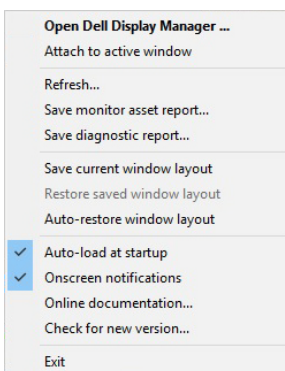 Open Dell Display Manager ...
Attach to active window
Refresh...
Save monitor asset report...
Save diagnostic report...
Save current window layout
Restore saved window layout
Auto-restore window layout
Auto-load at startup
Onscreen notifications
Online documentation...
Check for new version...
Exit